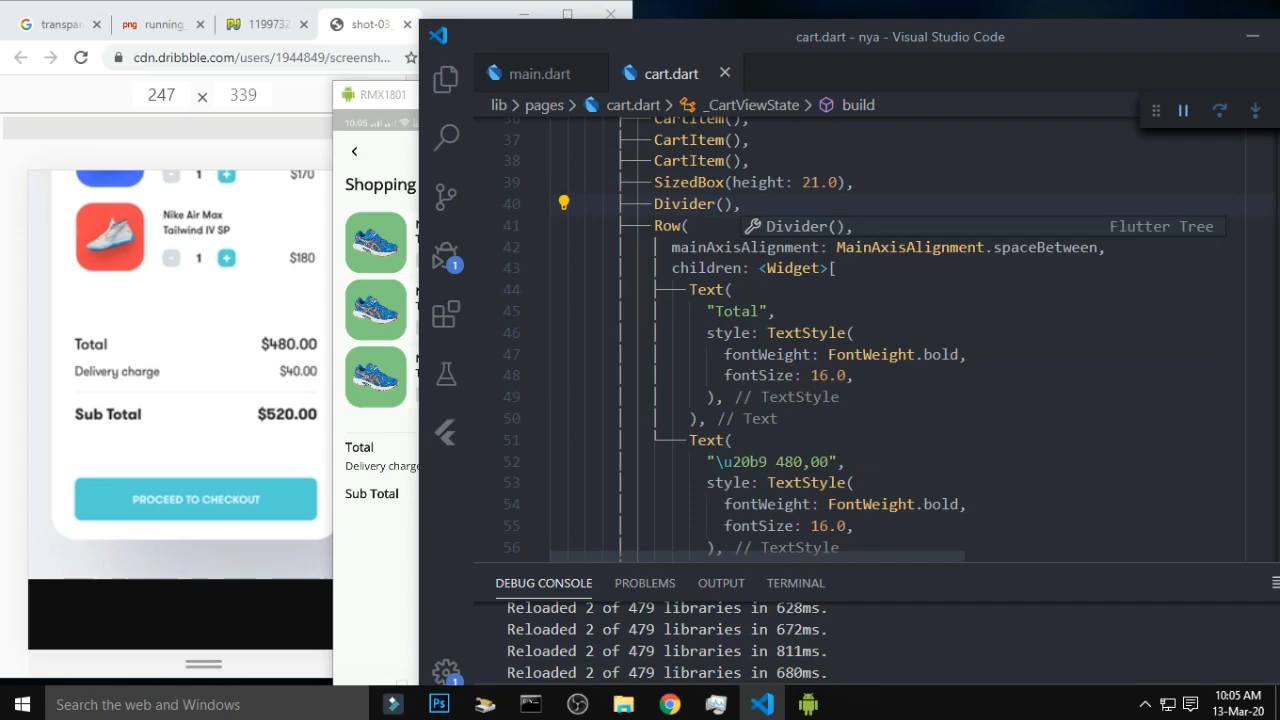 transpar
png running_
1199732
shot-03_
cdn.dribbble.com/users/1944849/screensh...
247 × 339
1 $170
Nike Air Max
Tailwind IV SP
1 $180
Total $480.00
Delivery charge $40.00
Sub Total $520.00
PROCEED TO CHECKOUT
RMX1801
10:05
Shopping
Total
Delivery charge
Sub Total
cart.dart - nya - Visual Studio Code
main.dart
cart.dart
lib > pages > cart.dart > _CartViewState > build
36 CartItem(),
37 CartItem(),
38 CartItem(),
39 SizedBox(height: 21.0),
40 Divider(),
41 Row(
Divider(), Flutter Tree
42 mainAxisAlignment: MainAxisAlignment.spaceBetween,
43 children: <Widget>[
44 Text(
45 "Total",
46 style: TextStyle(
47 fontWeight: FontWeight.bold,
48 fontSize: 16.0,
49 ), // TextStyle
50 ), // Text
51 Text(
52 "\u20b9 480,00",
53 style: TextStyle(
54 fontWeight: FontWeight.bold,
55 fontSize: 16.0,
56 ), // TextStyle
1
1
DEBUG CONSOLE PROBLEMS OUTPUT TERMINAL
Reloaded 2 of 479 libraries in 628ms.
Reloaded 2 of 479 libraries in 672ms.
Reloaded 2 of 479 libraries in 811ms.
Reloaded 2 of 479 libraries in 680ms.
Search the web and Windows
Ps
10:05 AM
13-Mar-20